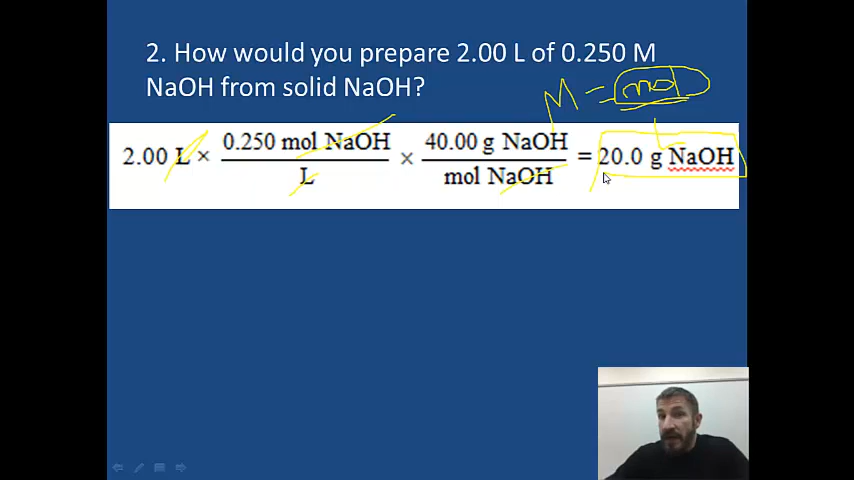 2. How would you prepare 2.00 L of 0.250 M
NaOH from solid NaOH?
M = mol
L
2.00 L × 0.250 mol NaOH / L × 40.00 g NaOH / mol NaOH = 20.0 g NaOH